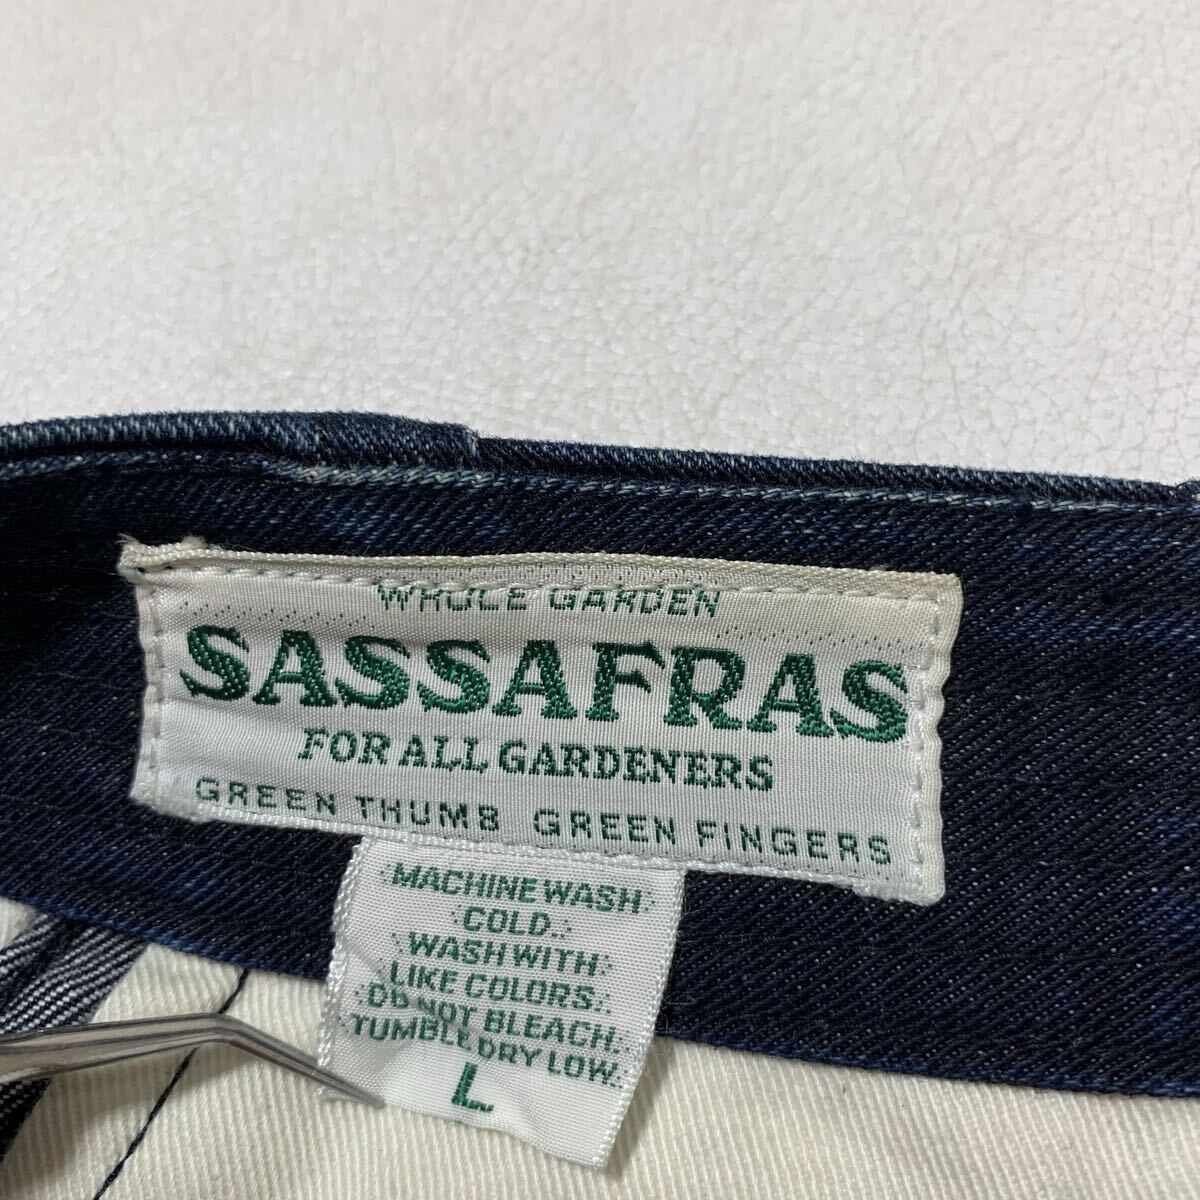 WHOLE GARDEN
SASSAFRAS
FOR ALL GARDENERS
GREEN THUMB GREEN FINGERS
MACHINE WASH
COLD.
WASH WITH
LIKE COLORS.
DO NOT BLEACH.
TUMBLE DRY LOW.
L